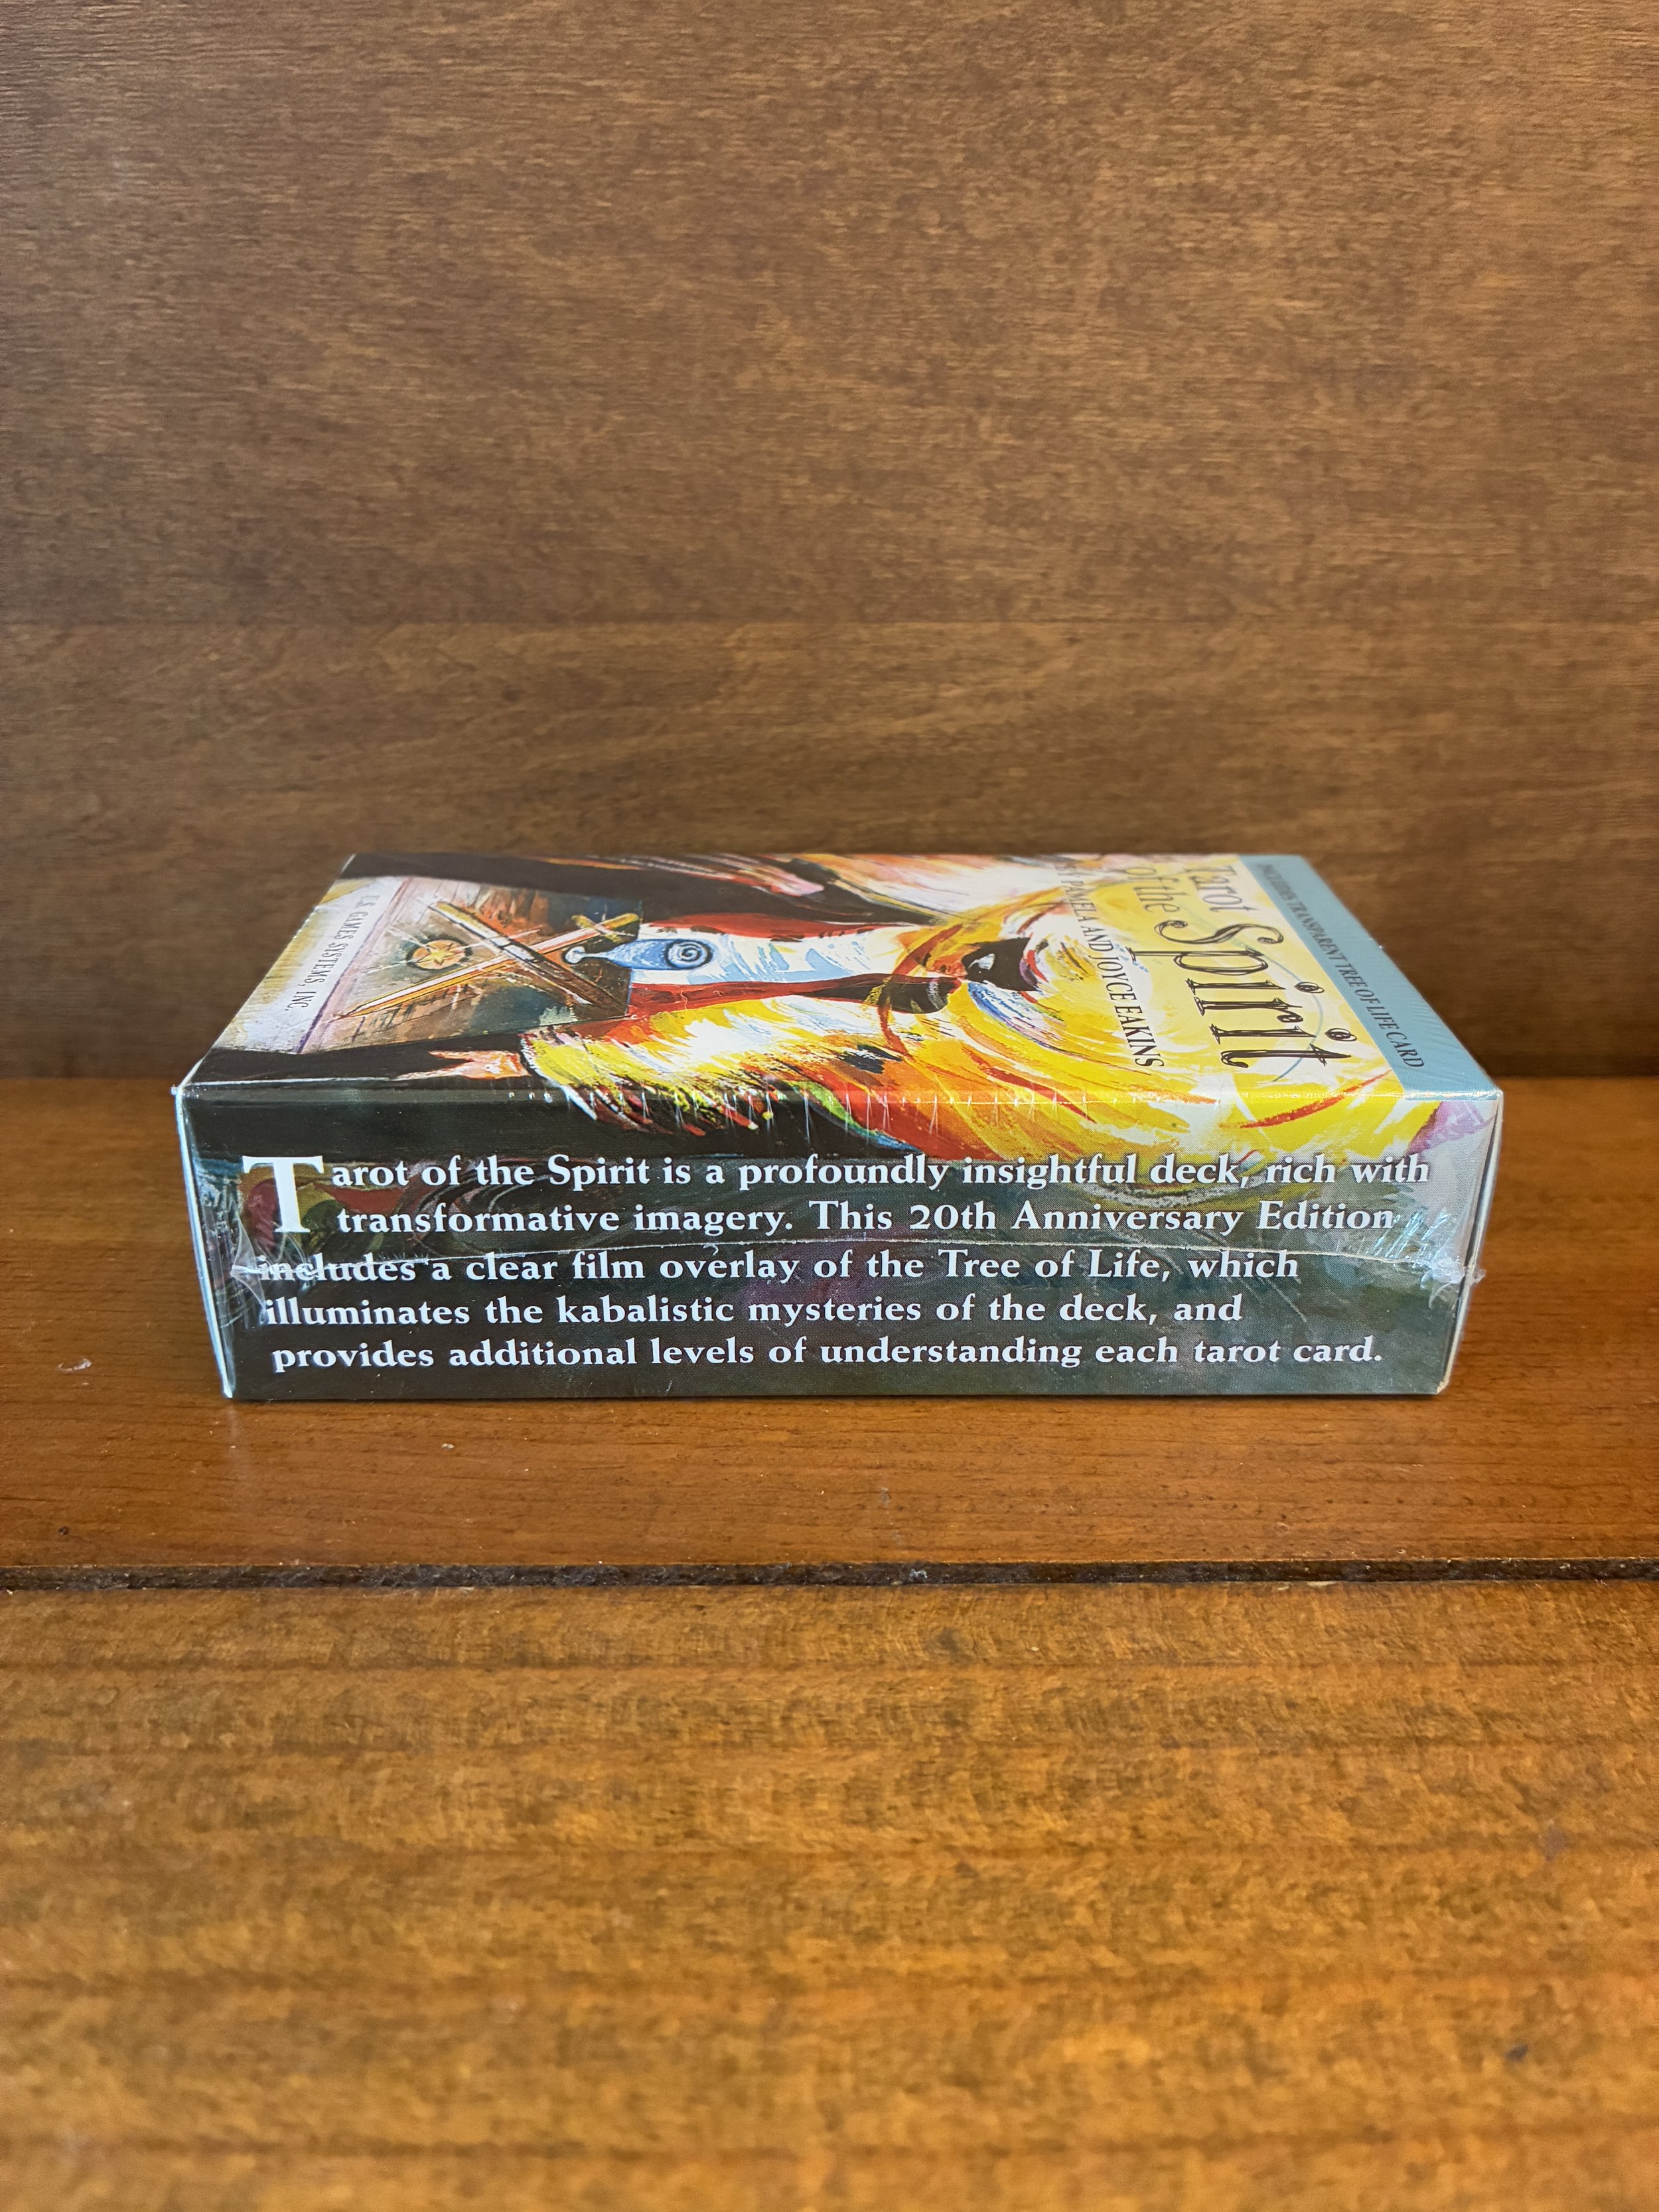 INCLUDES TRANSPARENT TREE OF LIFE CARD
Tarot
of the Spirit
PAMELA AND JOYCE EAKINS
U.S. GAMES SYSTEMS, INC.
Tarot of the Spirit is a profoundly insightful deck, rich with
transformative imagery. This 20th Anniversary Edition
includes a clear film overlay of the Tree of Life, which
illuminates the kabalistic mysteries of the deck, and
provides additional levels of understanding each tarot card.